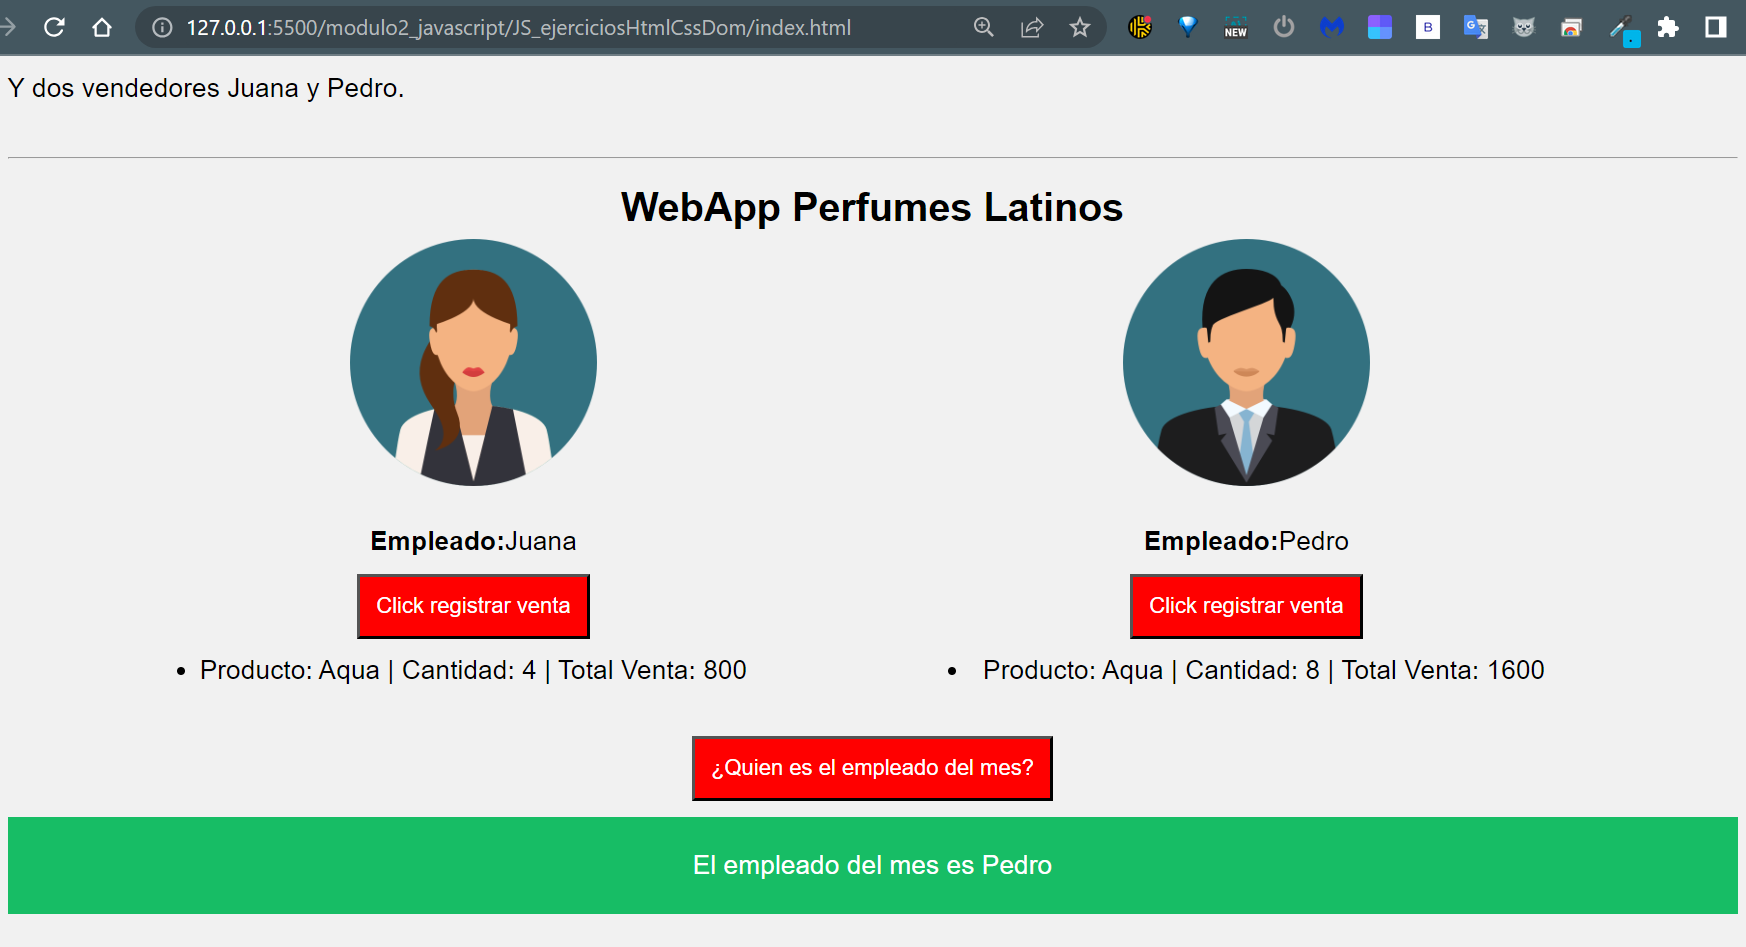 127.0.0.1:5500/modulo2_javascript/JS_ejerciciosHtmlCssDom/index.html
NEW
B
G
Y dos vendedores Juana y Pedro.
WebApp Perfumes Latinos
Empleado:Juana
Empleado:Pedro
Click registrar venta
Click registrar venta
• Producto: Aqua | Cantidad: 4 | Total Venta: 800
• Producto: Aqua | Cantidad: 8 | Total Venta: 1600
¿Quien es el empleado del mes?
El empleado del mes es Pedro